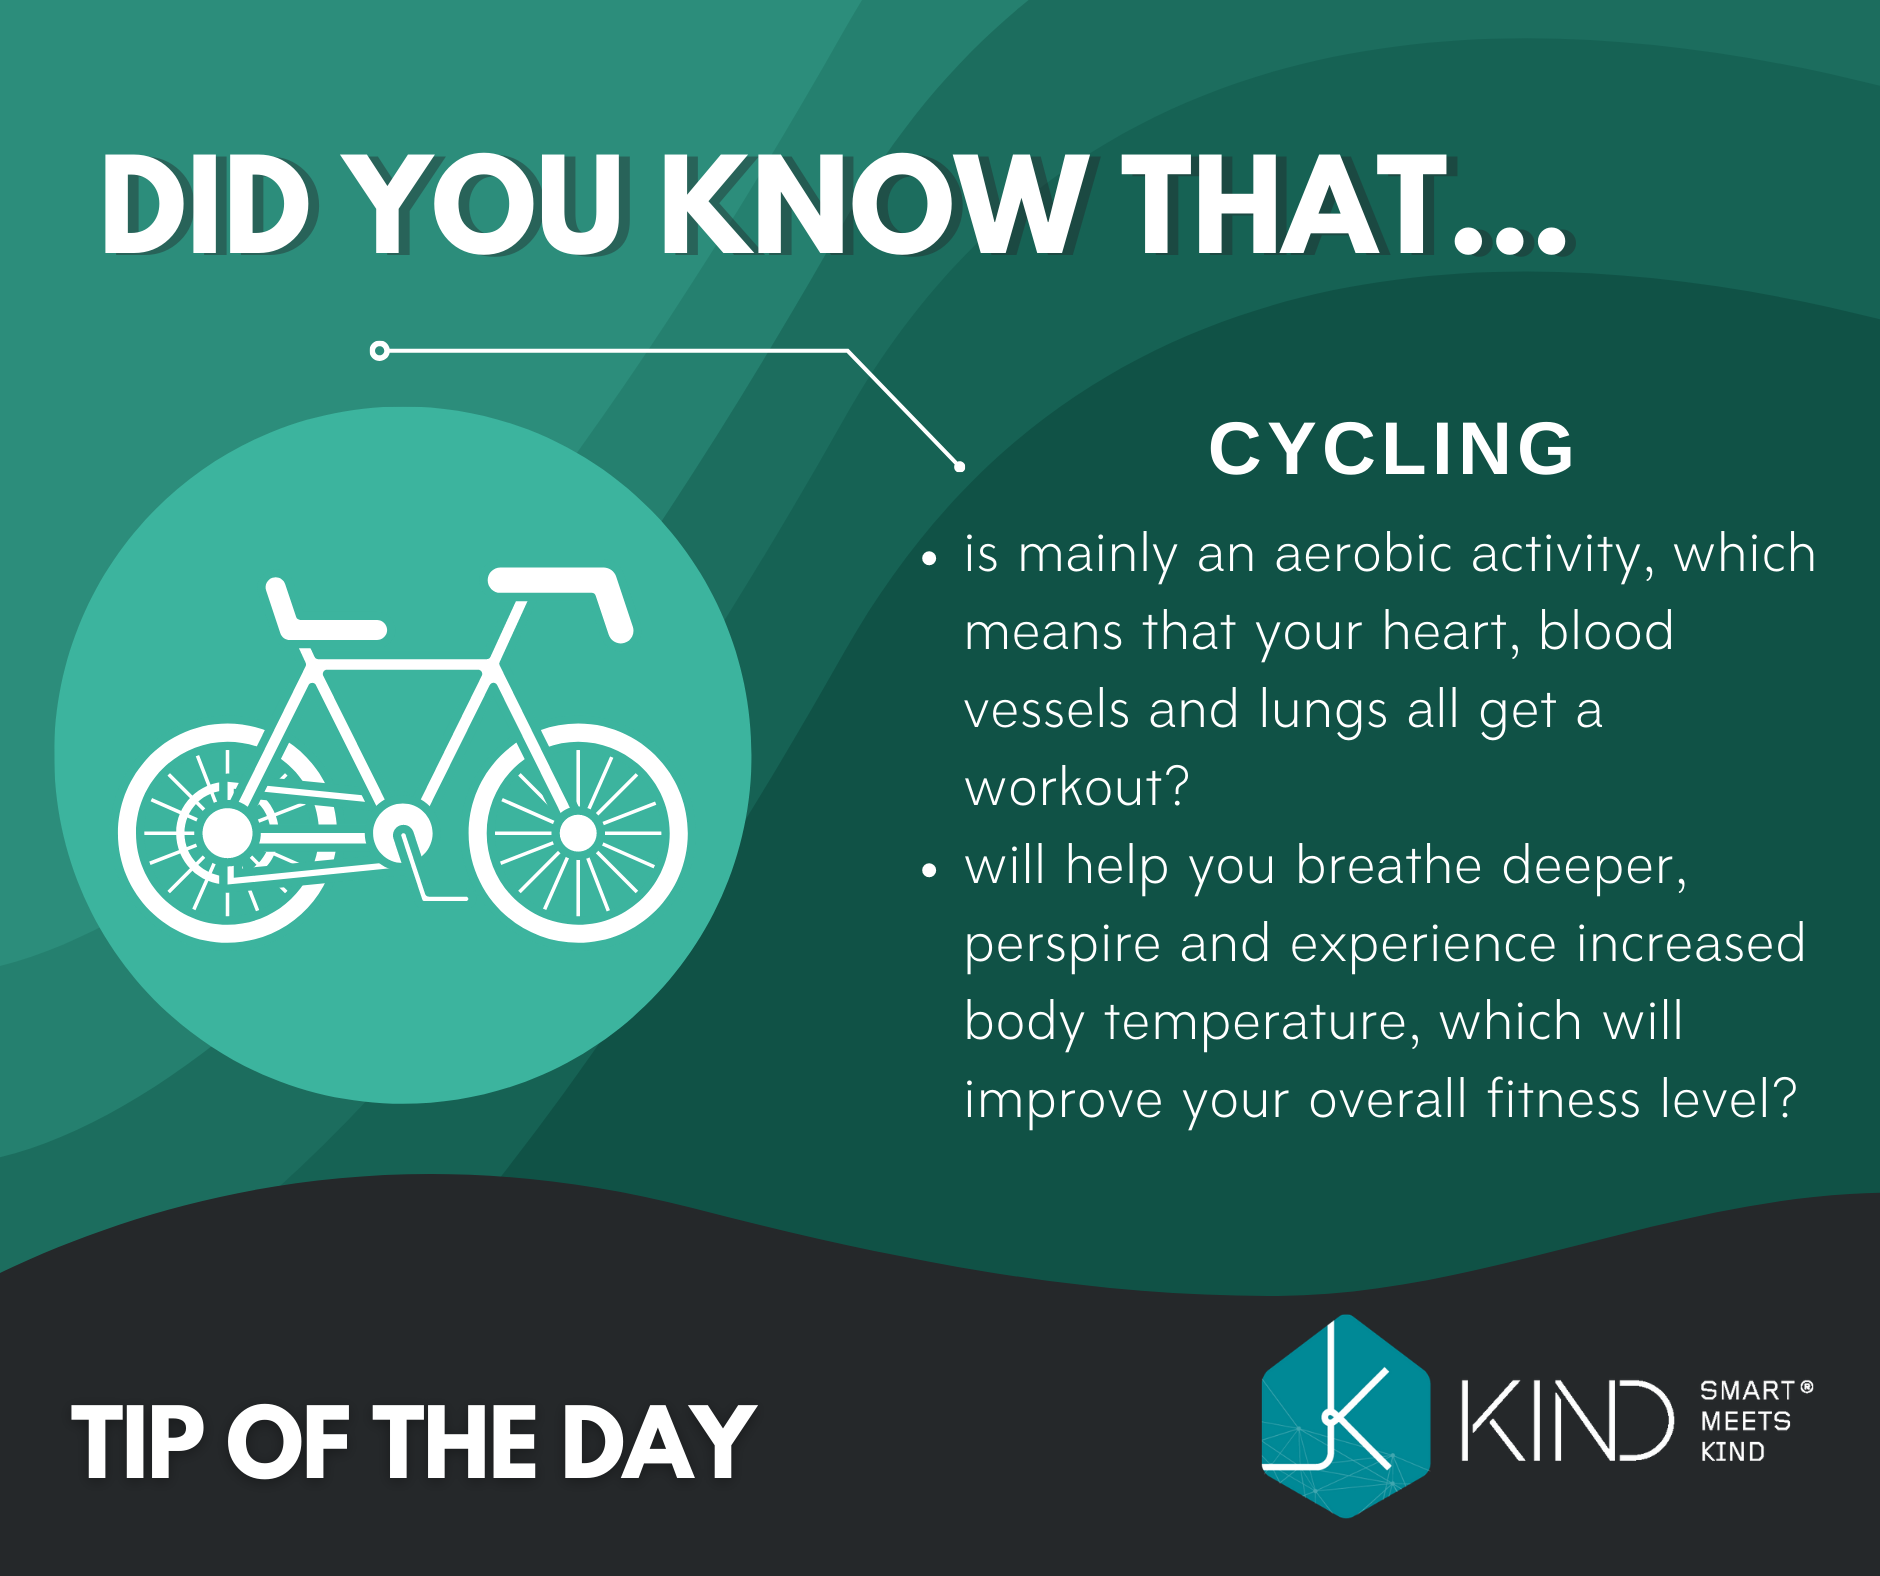 DID YOU KNOW THAT...
CYCLING
• is mainly an aerobic activity, which
means that your heart, blood
vessels and lungs all get a
workout?
• will help you breathe deeper,
perspire and experience increased
body temperature, which will
improve your overall fitness level?
TIP OF THE DAY
KIND
SMART®
MEETS
KIND